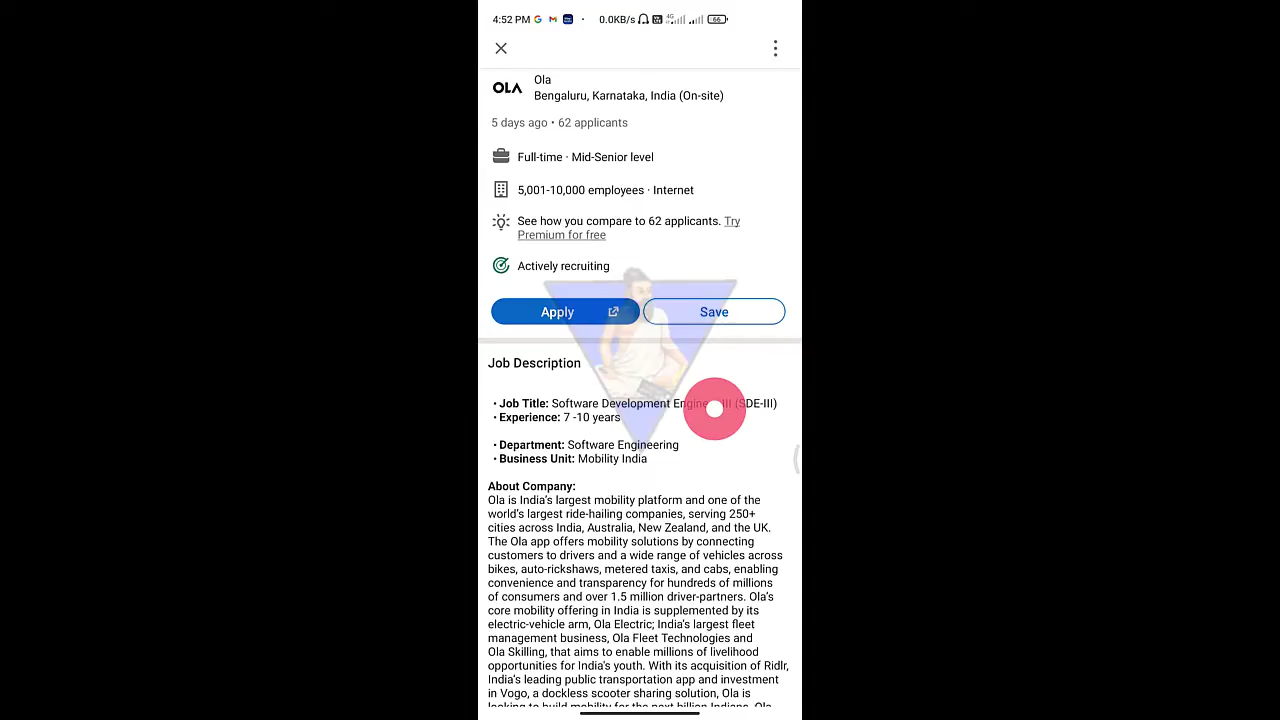 4:52 PM 0.0KB/s 4G 66
OLA
Ola
Bengaluru, Karnataka, India (On-site)
5 days ago • 62 applicants
Full-time · Mid-Senior level
5,001-10,000 employees · Internet
See how you compare to 62 applicants. Try
Premium for free
Actively recruiting
Apply Save
Job Description
• Job Title: Software Development III (SDE-III)
• Experience: 7 -10 years
• Department: Software Engineering
• Business Unit: Mobility India
About Company:
Ola is India's largest mobility platform and one of the
world's largest ride-hailing companies, serving 250+
cities across India, Australia, New Zealand, and the UK.
The Ola app offers mobility solutions by connecting
customers to drivers and a wide range of vehicles across
bikes, auto-rickshaws, metered taxis, and cabs, enabling
convenience and transparency for hundreds of millions
of consumers and over 1.5 million driver-partners. Ola's
core mobility offering in India is supplemented by its
electric-vehicle arm, Ola Electric; India's largest fleet
management business, Ola Fleet Technologies and
Ola Skilling, that aims to enable millions of livelihood
opportunities for India's youth. With its acquisition of Ridlr,
India's leading public transportation app and investment
in Vogo, a dockless scooter sharing solution, Ola is
looking to build mobility for the next billion Indians. Ola